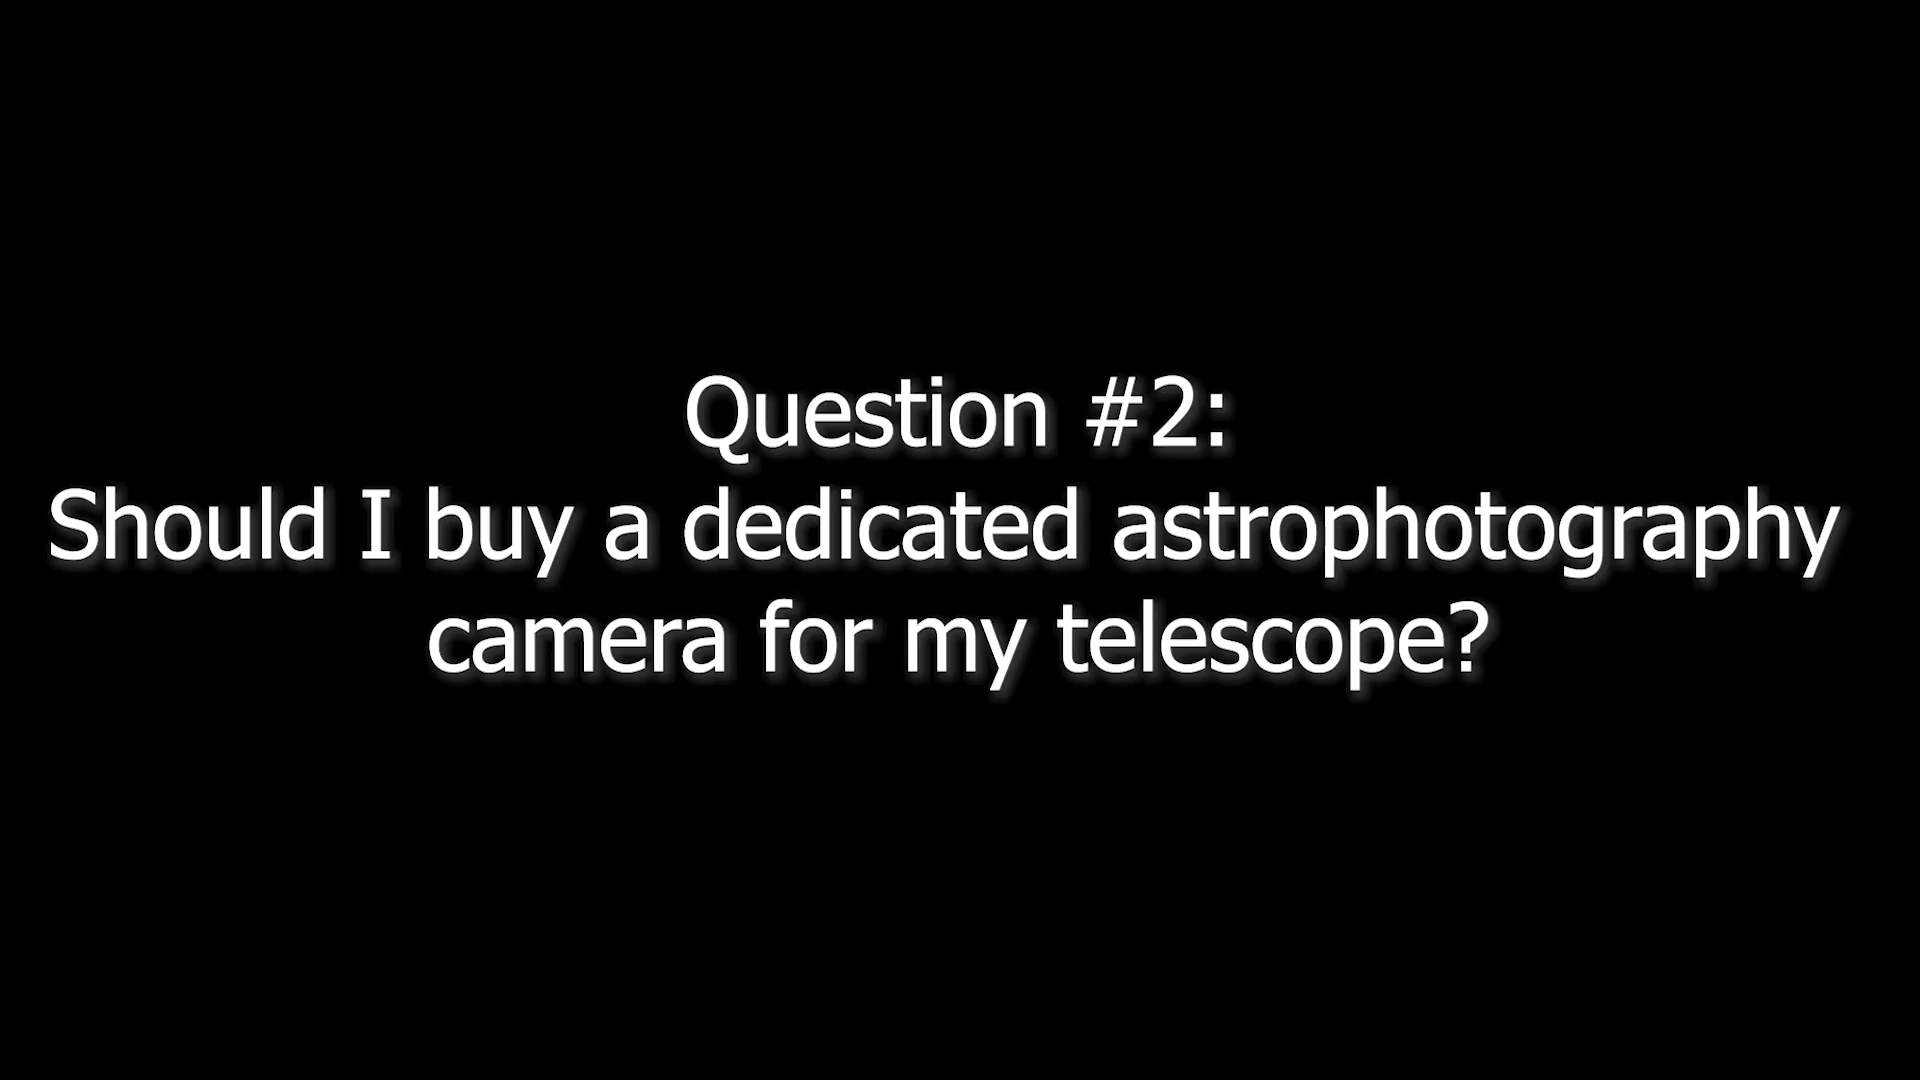 Question #2:
Should I buy a dedicated astrophotography
camera for my telescope?